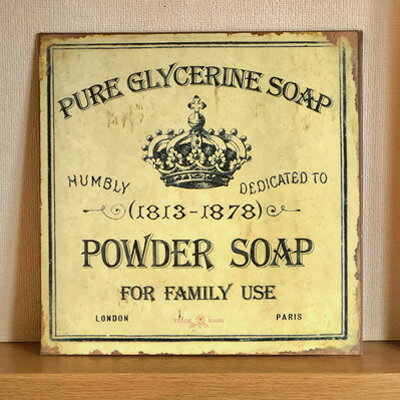 PURE GLYCERINE SOAP
HUMBLY DEDICATED TO
(1813-1878)
POWDER SOAP
FOR FAMILY USE
LONDON TRADE MARK PARIS